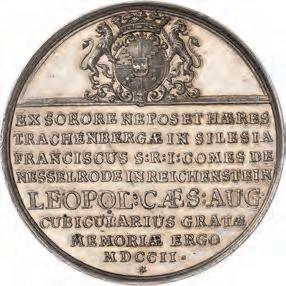 EX SORORE NEPOS ET HÆRES
TRACHENBERGÆ IN SILESIA
FRANCISCUS S:R:I:COMES DE
NESSELRODE IN REICHENSTEIN
LEOPOL:CÆS:AUG
CUBICULARIUS GRATÆ
MEMORIÆ ERGO
MDCCII